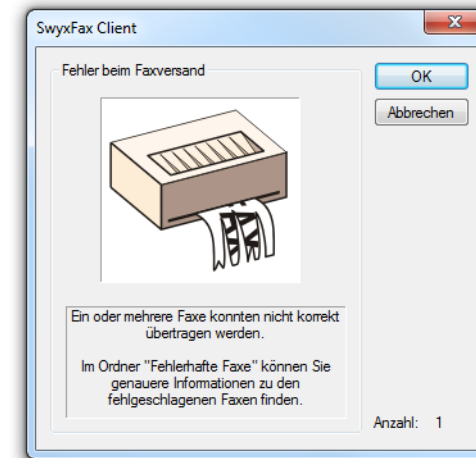 SwyxFax Client
Fehler beim Faxversand
OK
Abbrechen
Ein oder mehrere Faxe konnten nicht korrekt
übertragen werden.
Im Ordner "Fehlerhafte Faxe" können Sie
genauere Informationen zu den
fehlgeschlagenen Faxen finden.
Anzahl: 1